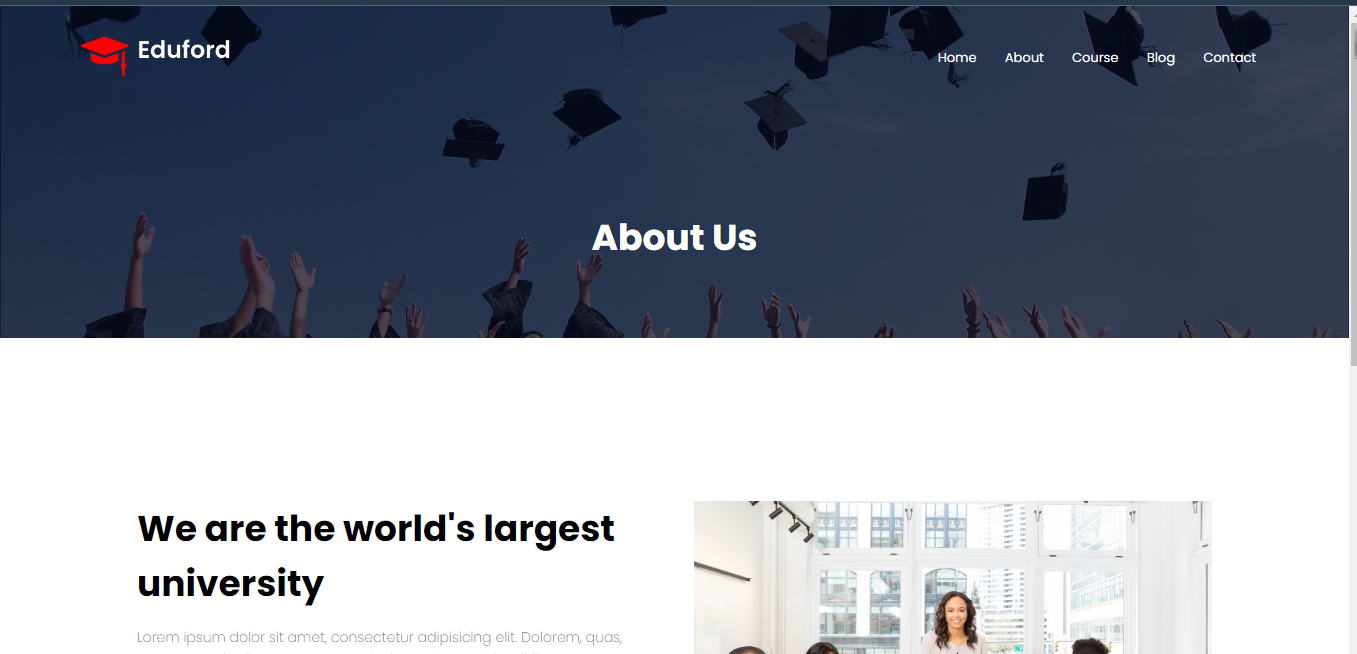 Eduford
Home About Course Blog Contact
About Us
We are the world's largest
university
Lorem ipsum dolor sit amet, consectetur adipisicing elit. Dolorem, quas,